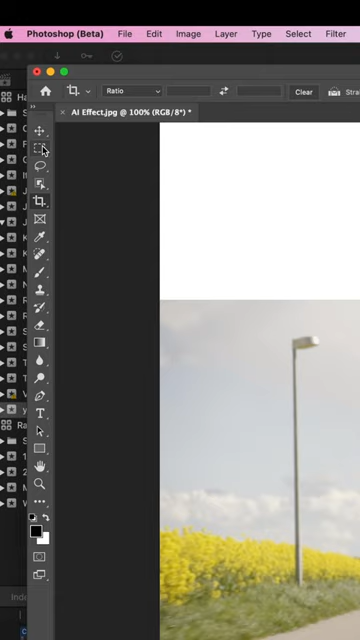 Photoshop (Beta) File Edit Image Layer Type Select Filter
Ratio Clear Stra
AI Effect.jpg @ 100% (RGB/8*) *